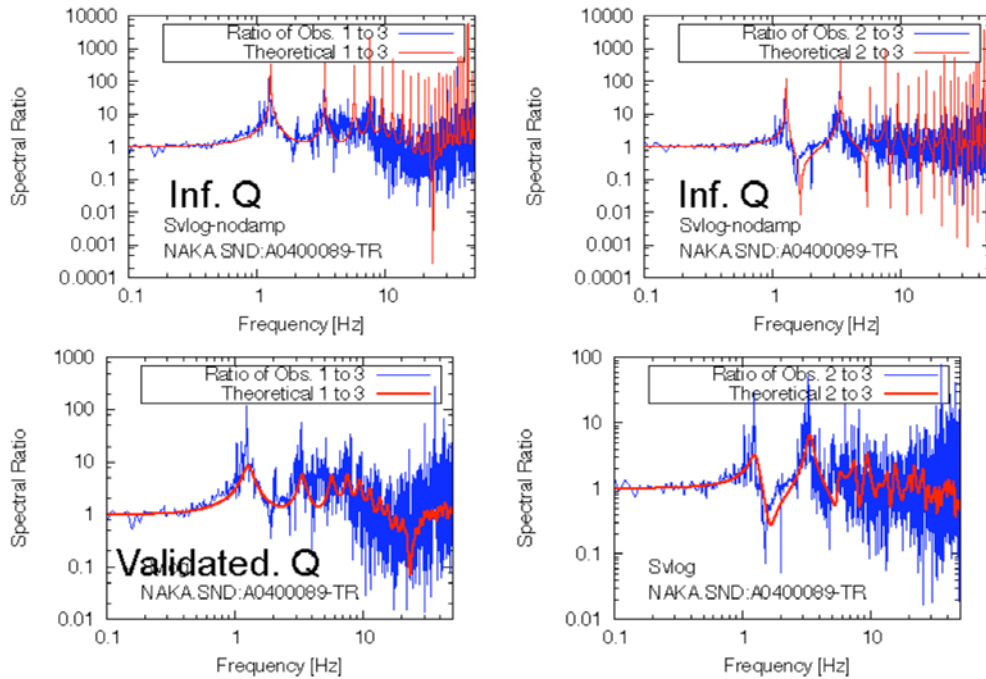 10000
1000
100
10
1
0.1
0.01
0.001
0.0001
Spectral Ratio
Ratio of Obs. 1 to 3
Theoretical 1 to 3
Inf. Q
Svlog-nodamp
NAKA.SND:A0400089-TR
0.1 1 10
Frequency [Hz]
10000
1000
100
10
1
0.1
0.01
0.001
0.0001
Spectral Ratio
Ratio of Obs. 2 to 3
Theoretical 2 to 3
Inf. Q
Svlog-nodamp
NAKA.SND:A0400089-TR
0.1 1 10
Frequency [Hz]
1000
100
10
1
0.1
0.01
Spectral Ratio
Ratio of Obs. 1 to 3
Theoretical 1 to 3
Validated. Q
Svlog
NAKA.SND:A0400089-TR
0.1 1 10
Frequency [Hz]
100
10
1
0.1
0.01
Spectral Ratio
Ratio of Obs. 2 to 3
Theoretical 2 to 3
Svlog
NAKA.SND:A0400089-TR
0.1 1 10
Frequency [Hz]